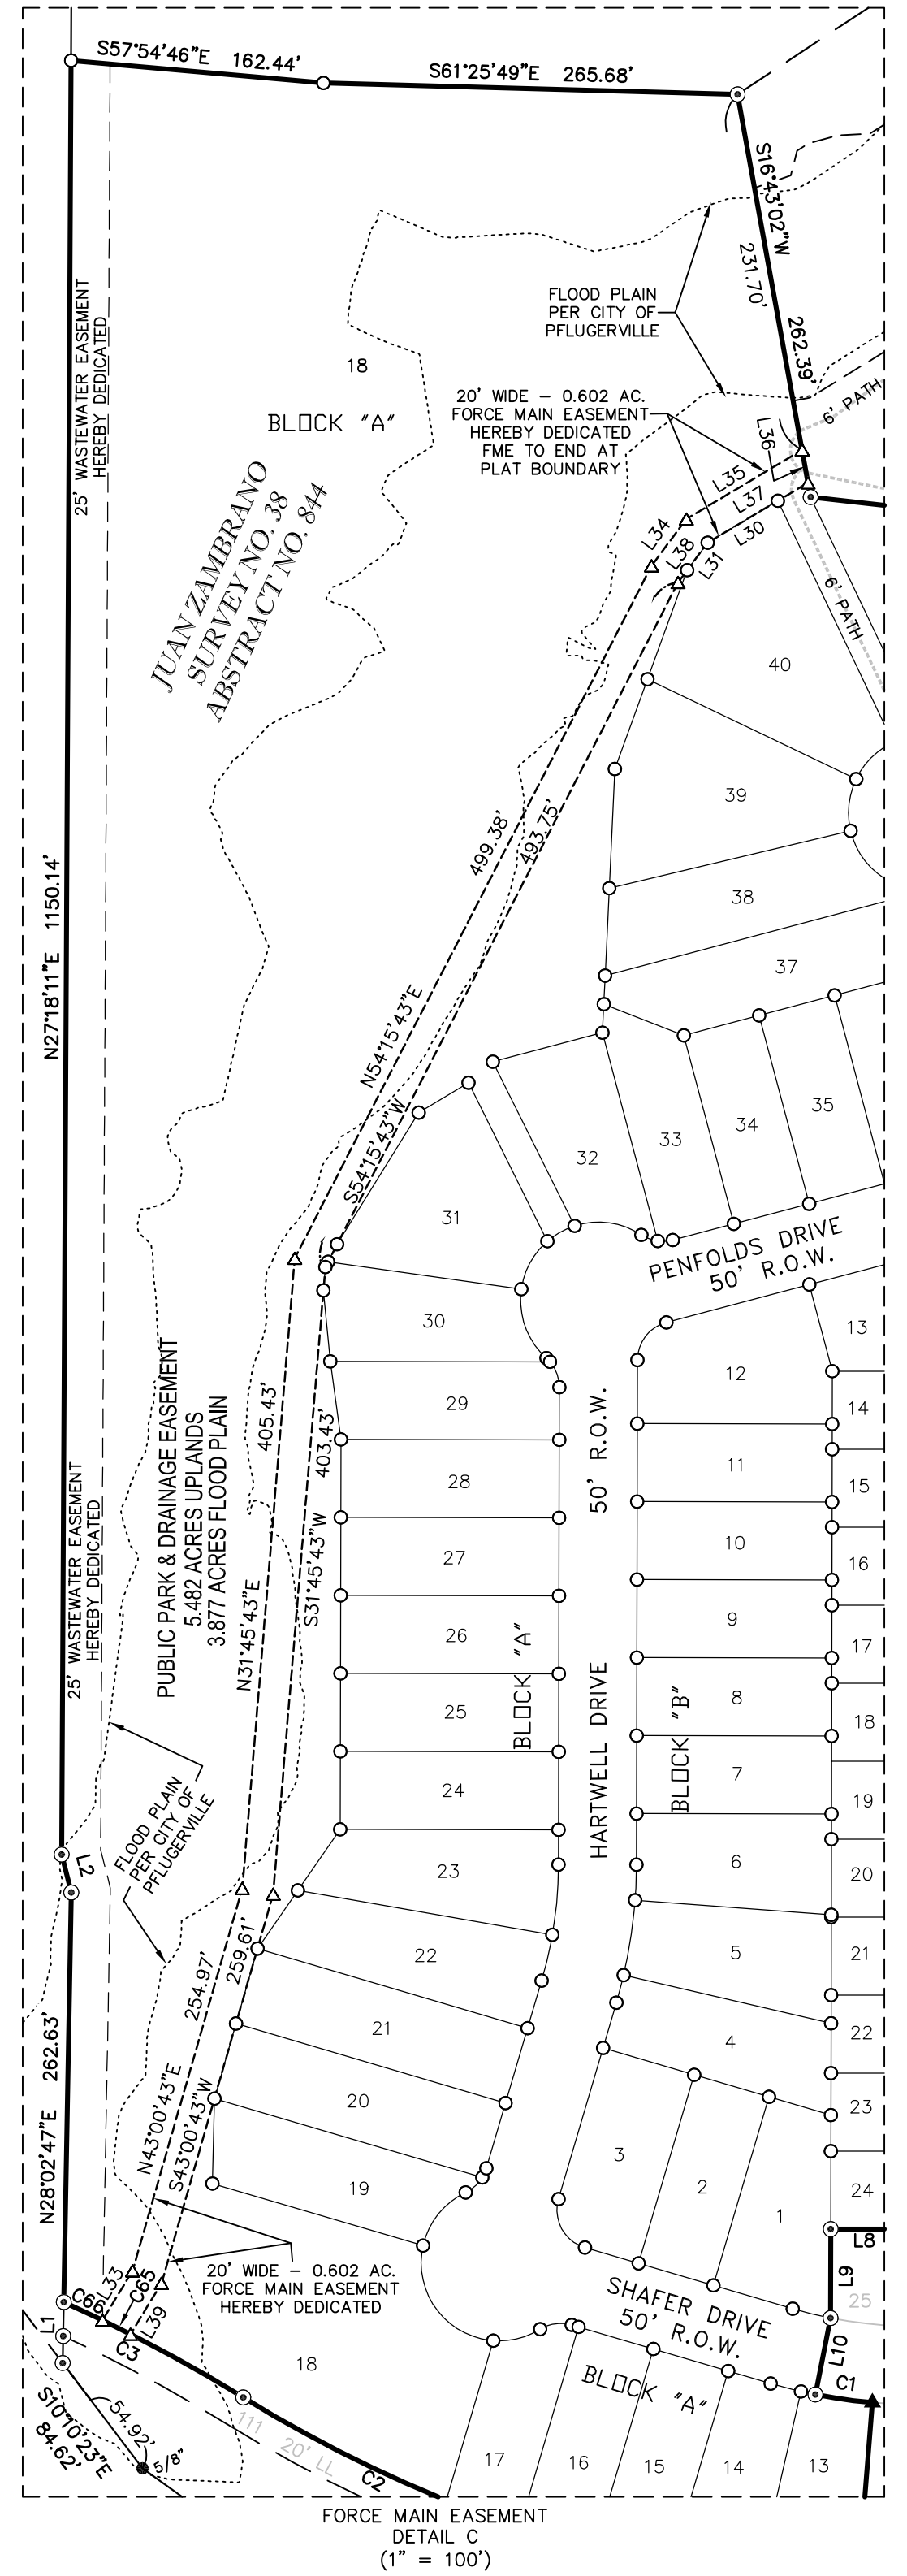 S57°54'46"E 162.44'
S61°25'49"E 265.68'
S16°43'02"W
231.70'
262.39'
FLOOD PLAIN
PER CITY OF
PFLUGERVILLE
18
BLOCK "A"
25' WASTEWATER EASEMENT
HEREBY DEDICATED
20' WIDE – 0.602 AC.
FORCE MAIN EASEMENT
HEREBY DEDICATED
FME TO END AT
PLAT BOUNDARY
6' PATH
L36
L35
L37
L30
L34
L38
L31
6' PATH
JUAN ZAMBRANO
SURVEY NO. 38
ABSTRACT NO. 844
40
39
38
37
499.38'
493.75'
N27°18'11"E 1150.14'
N54°15'43"E
S54°15'43"W
35
34
33
32
31
PENFOLDS DRIVE
50' R.O.W.
30
13
12
29
14
28
11
15
27
10
16
26
9
17
25
8
18
24
7
19
23
6
20
22
5
21
21
4
22
20
3
23
19
2
24
1
50' R.O.W.
HARTWELL DRIVE
BLOCK "A"
BLOCK "B"
405.43'
403.43'
N31°45'43"E
S31°45'43"W
PUBLIC PARK & DRAINAGE EASEMENT
5.482 ACRES UPLANDS
3.877 ACRES FLOOD PLAIN
25' WASTEWATER EASEMENT
HEREBY DEDICATED
FLOOD PLAIN
PER CITY OF
PFLUGERVILLE
L2
254.97'
259.61'
N43°00'43"E
S43°00'43"W
N28°02'47"E 262.63'
20' WIDE – 0.602 AC.
FORCE MAIN EASEMENT
HEREBY DEDICATED
L33
C65
C66
L39
C3
L1
L8
L9
25
L10
C1
SHAFER DRIVE
50' R.O.W.
BLOCK "A"
18
111
20' LL
C2
54.92'
5/8"
S10°10'23"E
84.62'
17
16
15
14
13
FORCE MAIN EASEMENT
DETAIL C
(1" = 100')